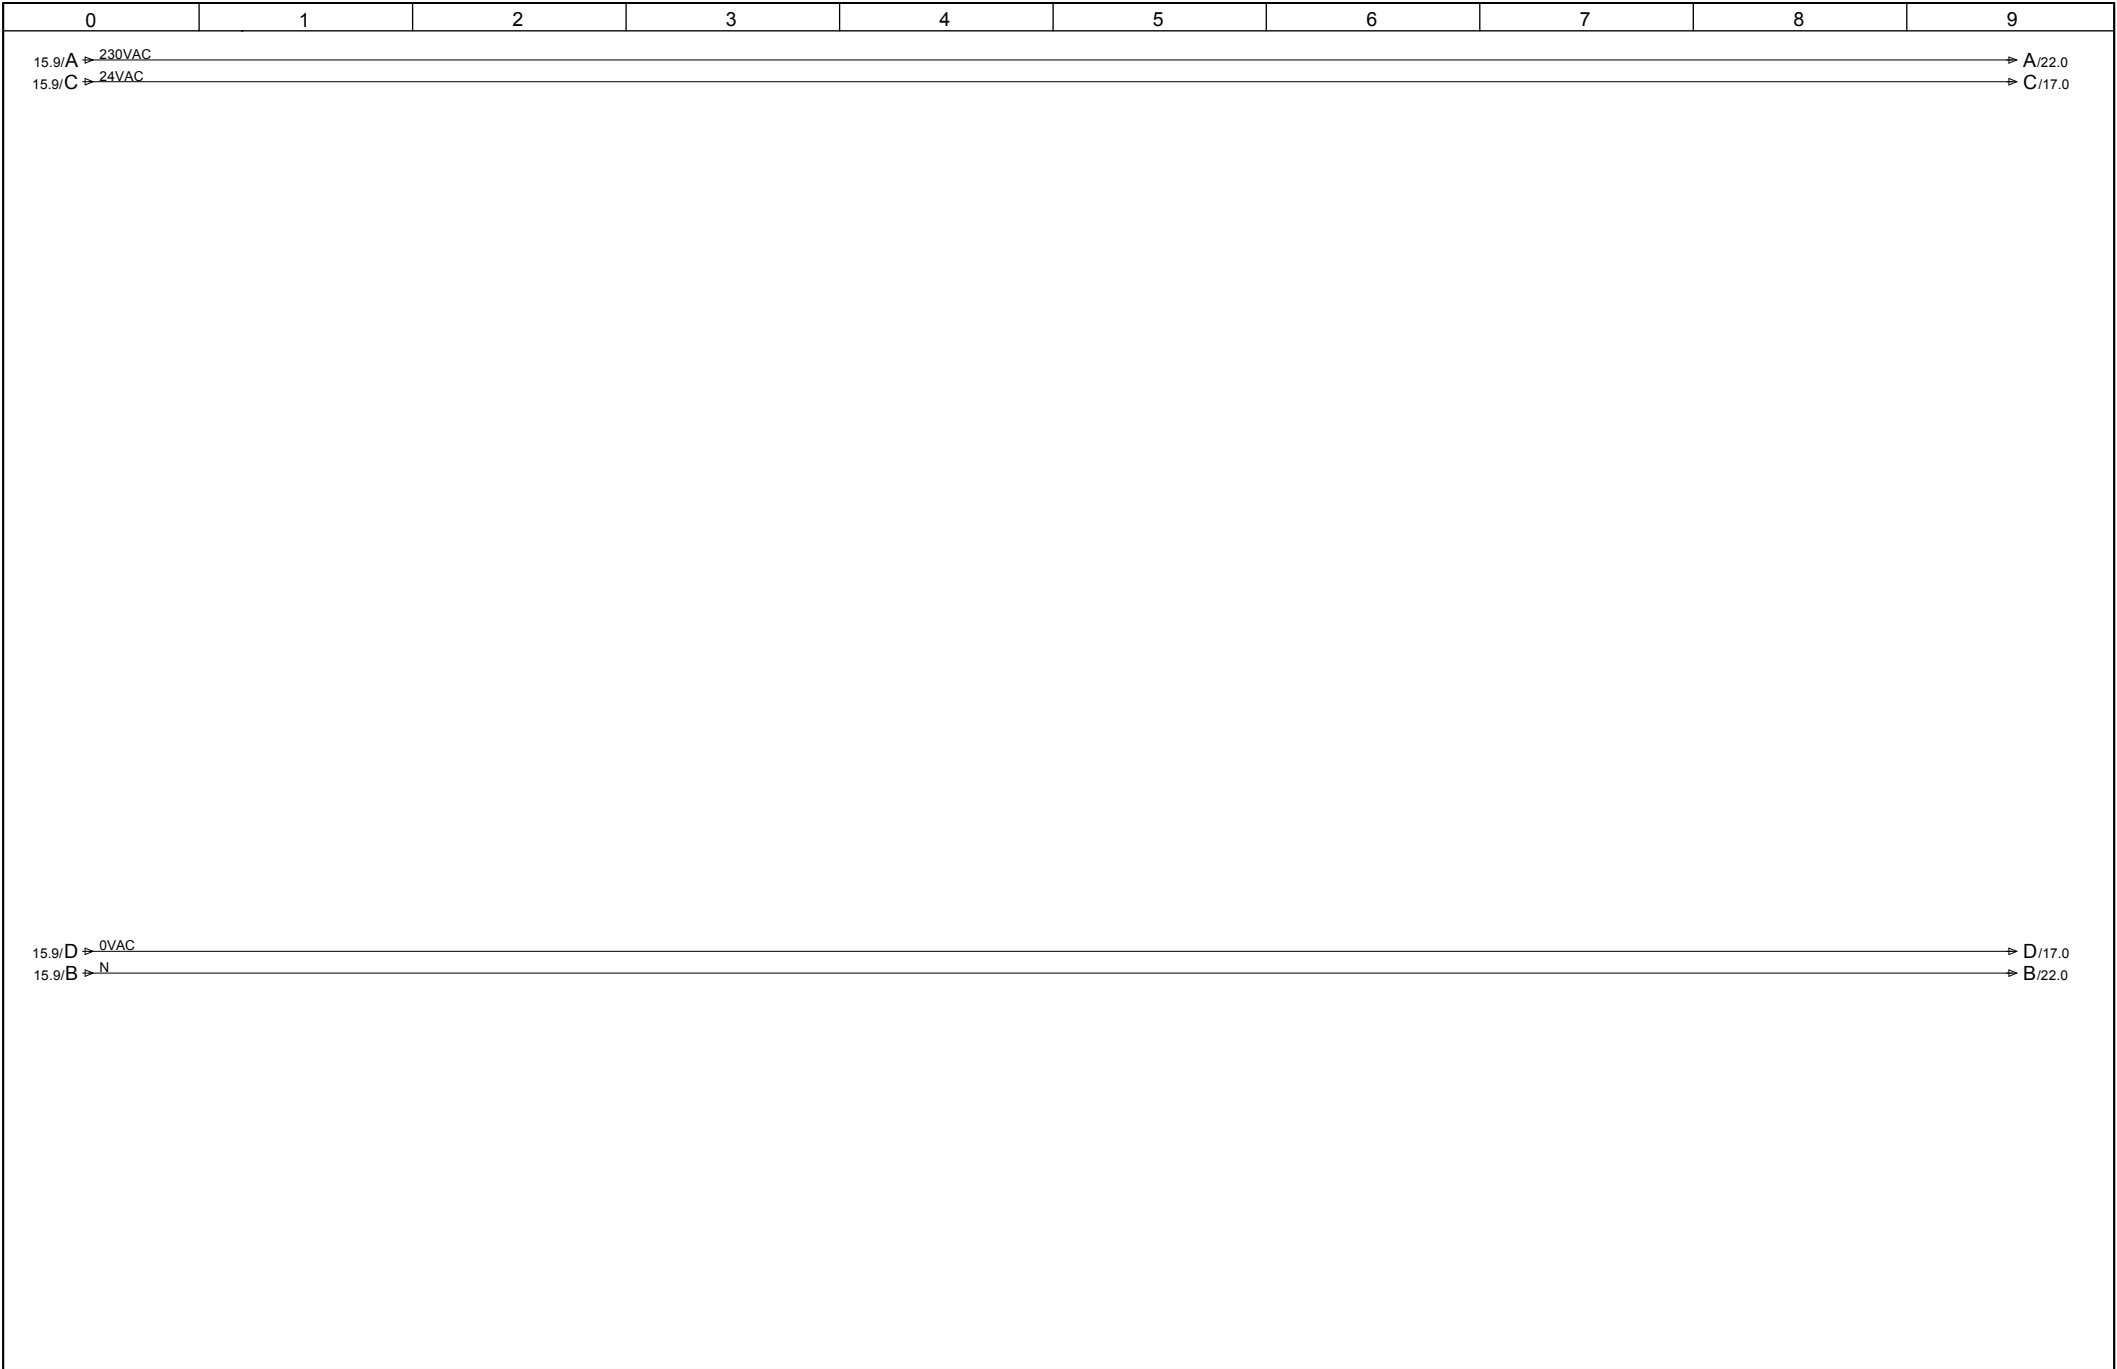 0 1 2 3 4 5 6 7 8 9
15.9/A 230VAC A/22.0
15.9/C 24VAC C/17.0
15.9/D 0VAC D/17.0
15.9/B N B/22.0